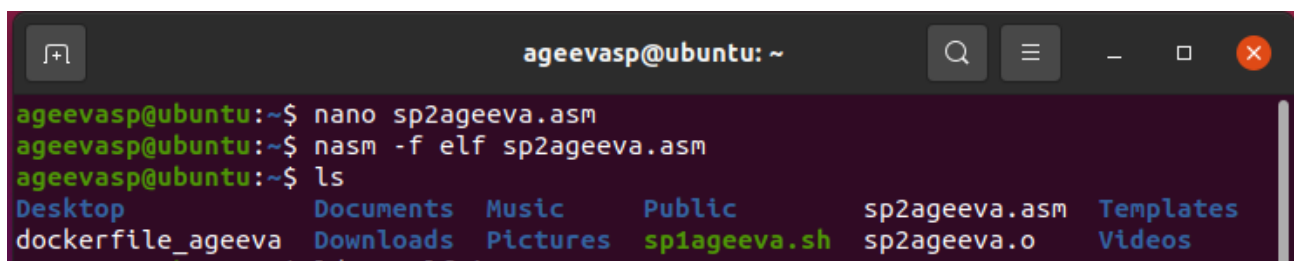 ageevasp@ubuntu: ~
ageevasp@ubuntu:~$ nano sp2ageeva.asm
ageevasp@ubuntu:~$ nasm -f elf sp2ageeva.asm
ageevasp@ubuntu:~$ ls
Desktop Documents Music Public sp2ageeva.asm Templates
dockerfile_ageeva Downloads Pictures sp1ageeva.sh sp2ageeva.o Videos